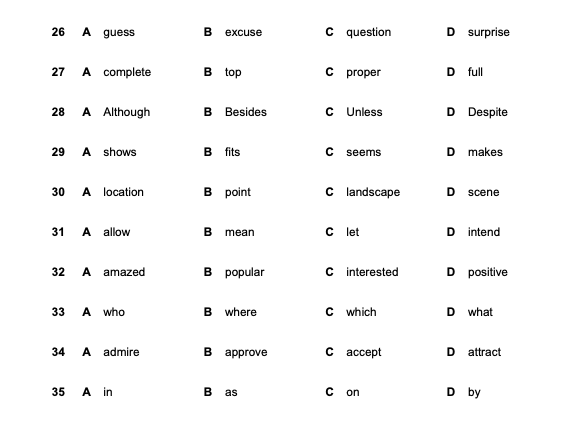 26 A guess B excuse C question D surprise
27 A complete B top C proper D full
28 A Although B Besides C Unless D Despite
29 A shows B fits C seems D makes
30 A location B point C landscape D scene
31 A allow B mean C let D intend
32 A amazed B popular C interested D positive
33 A who B where C which D what
34 A admire B approve C accept D attract
35 A in B as C on D by